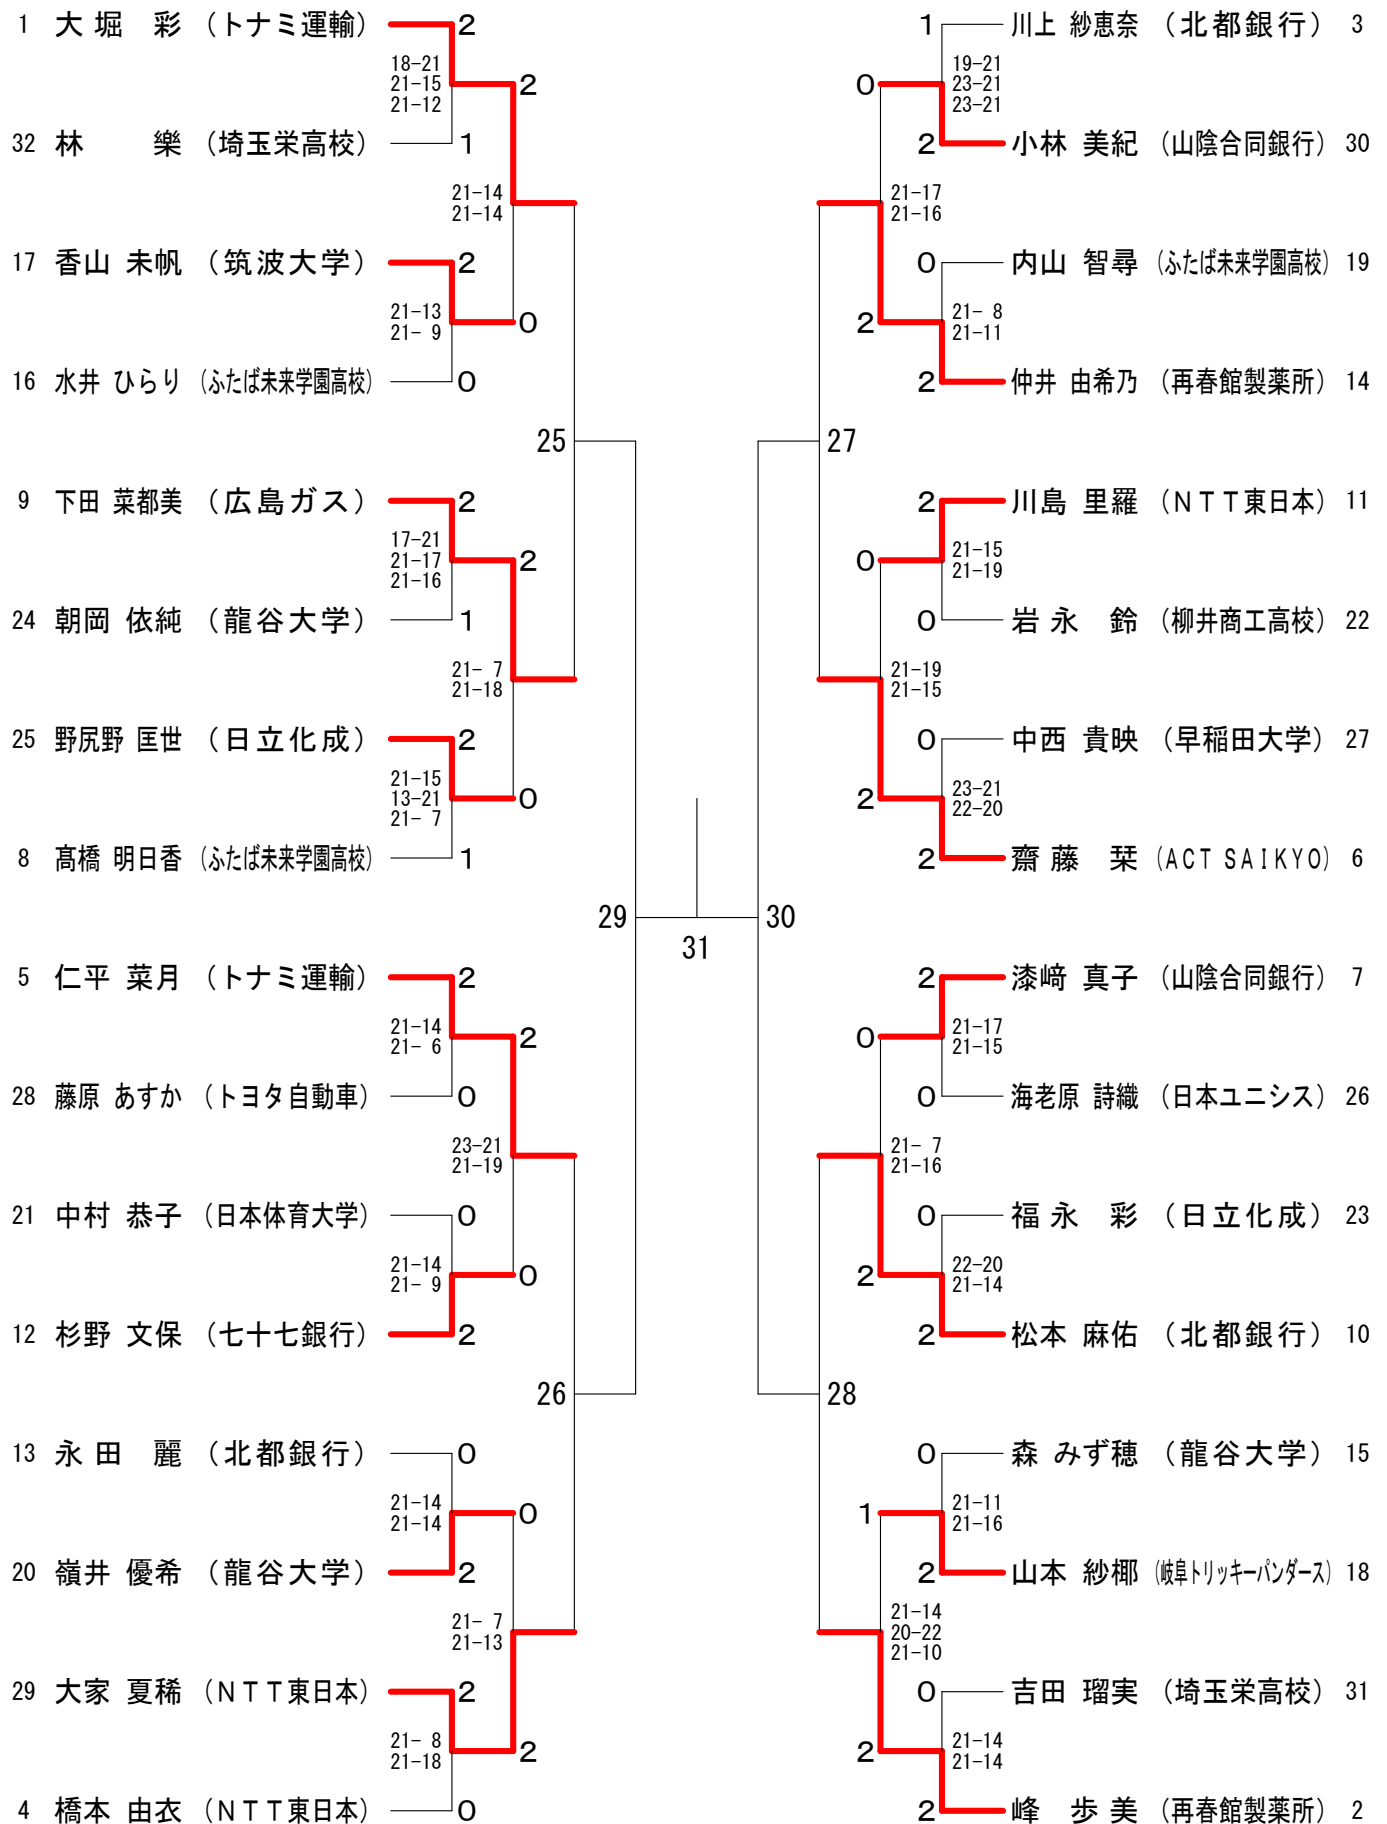 1 大堀 彩 (トナミ運輸) 2
18-21
21-15
21-12
2
32 林 樂 (埼玉栄高校) 1
21-14
21-14
17 香山 未帆 (筑波大学) 2
21-13
21- 9
0
16 水井 ひらり (ふたば未来学園高校) 0
25
9 下田 菜都美 (広島ガス) 2
17-21
21-17
21-16
2
24 朝岡 依純 (龍谷大学) 1
21- 7
21-18
25 野尻野 匡世 (日立化成) 2
21-15
13-21
21- 7
0
8 髙橋 明日香 (ふたば未来学園高校) 1
29
5 仁平 菜月 (トナミ運輸) 2
21-14
21- 6
2
28 藤原 あすか (トヨタ自動車) 0
23-21
21-19
21 中村 恭子 (日本体育大学) 0
21-14
21- 9
0
12 杉野 文保 (七十七銀行) 2
26
13 永田 麗 (北都銀行) 0
21-14
21-14
0
20 嶺井 優希 (龍谷大学) 2
21- 7
21-13
29 大家 夏稀 (NTT東日本) 2
21- 8
21-18
2
4 橋本 由衣 (NTT東日本) 0
31
1 川上 紗恵奈 (北都銀行) 3
0
19-21
23-21
23-21
2 小林 美紀 (山陰合同銀行) 30
21-17
21-16
0 内山 智尋 (ふたば未来学園高校) 19
2
21- 8
21-11
2 仲井 由希乃 (再春館製薬所) 14
27
2 川島 里羅 (NTT東日本) 11
0
21-15
21-19
0 岩永 鈴 (柳井商工高校) 22
21-19
21-15
0 中西 貴映 (早稲田大学) 27
2
23-21
22-20
2 齋藤 栞 (ACT SAIKYO) 6
30
2 漆﨑 真子 (山陰合同銀行) 7
0
21-17
21-15
0 海老原 詩織 (日本ユニシス) 26
21- 7
21-16
0 福永 彩 (日立化成) 23
2
22-20
21-14
2 松本 麻佑 (北都銀行) 10
28
0 森 みず穂 (龍谷大学) 15
1
21-11
21-16
2 山本 紗椰 (岐阜トリッキーパンダース) 18
21-14
20-22
21-10
0 吉田 瑠実 (埼玉栄高校) 31
2
21-14
21-14
2 峰 歩美 (再春館製薬所) 2